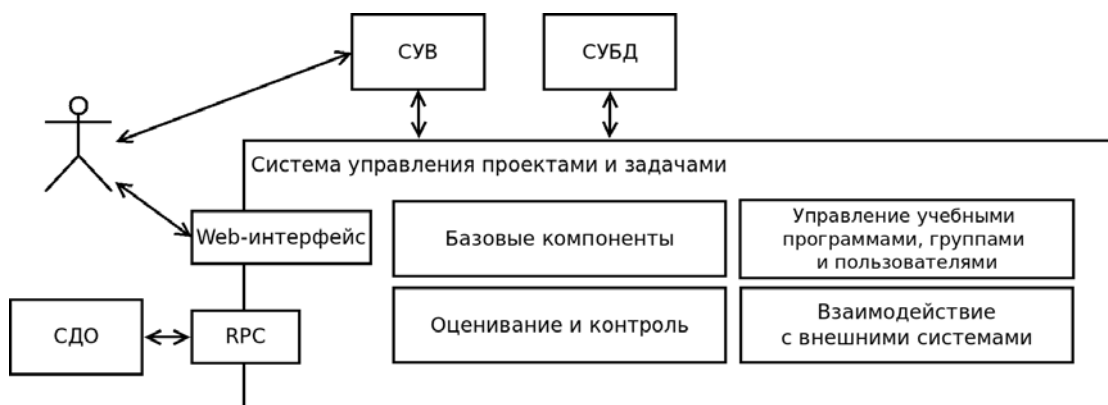 СУВ
СУБД
Система управления проектами и задачами
Web-интерфейс
Базовые компоненты
Управление учебными
программами, группами
и пользователями
СДО
RPC
Оценивание и контроль
Взаимодействие
с внешними системами